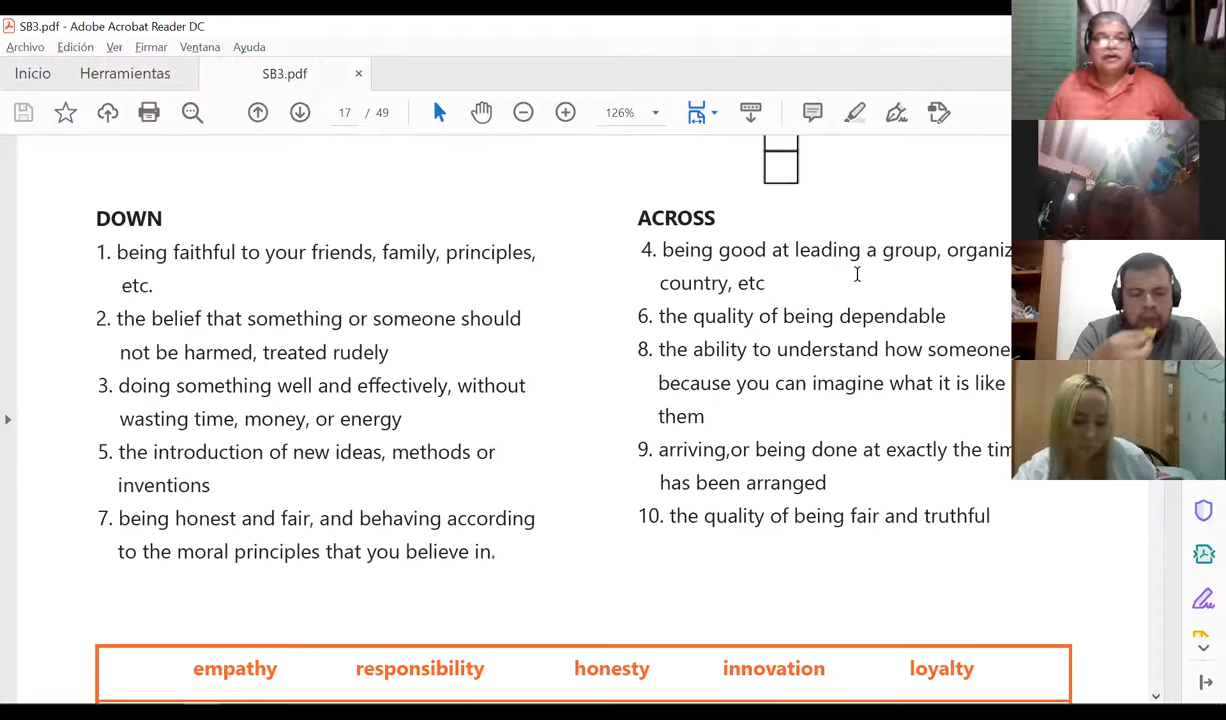 SB3.pdf - Adobe Acrobat Reader DC
Archivo Edición Ver Firmar Ventana Ayuda
Inicio Herramientas SB3.pdf ×
17 / 49 126%
DOWN
1. being faithful to your friends, family, principles,
etc.
2. the belief that something or someone should
not be harmed, treated rudely
3. doing something well and effectively, without
wasting time, money, or energy
5. the introduction of new ideas, methods or
inventions
7. being honest and fair, and behaving according
to the moral principles that you believe in.
ACROSS
4. being good at leading a group, organiz
country, etc
6. the quality of being dependable
8. the ability to understand how someone
because you can imagine what it is like
them
9. arriving,or being done at exactly the tim
has been arranged
10. the quality of being fair and truthful
empathy responsibility honesty innovation loyalty